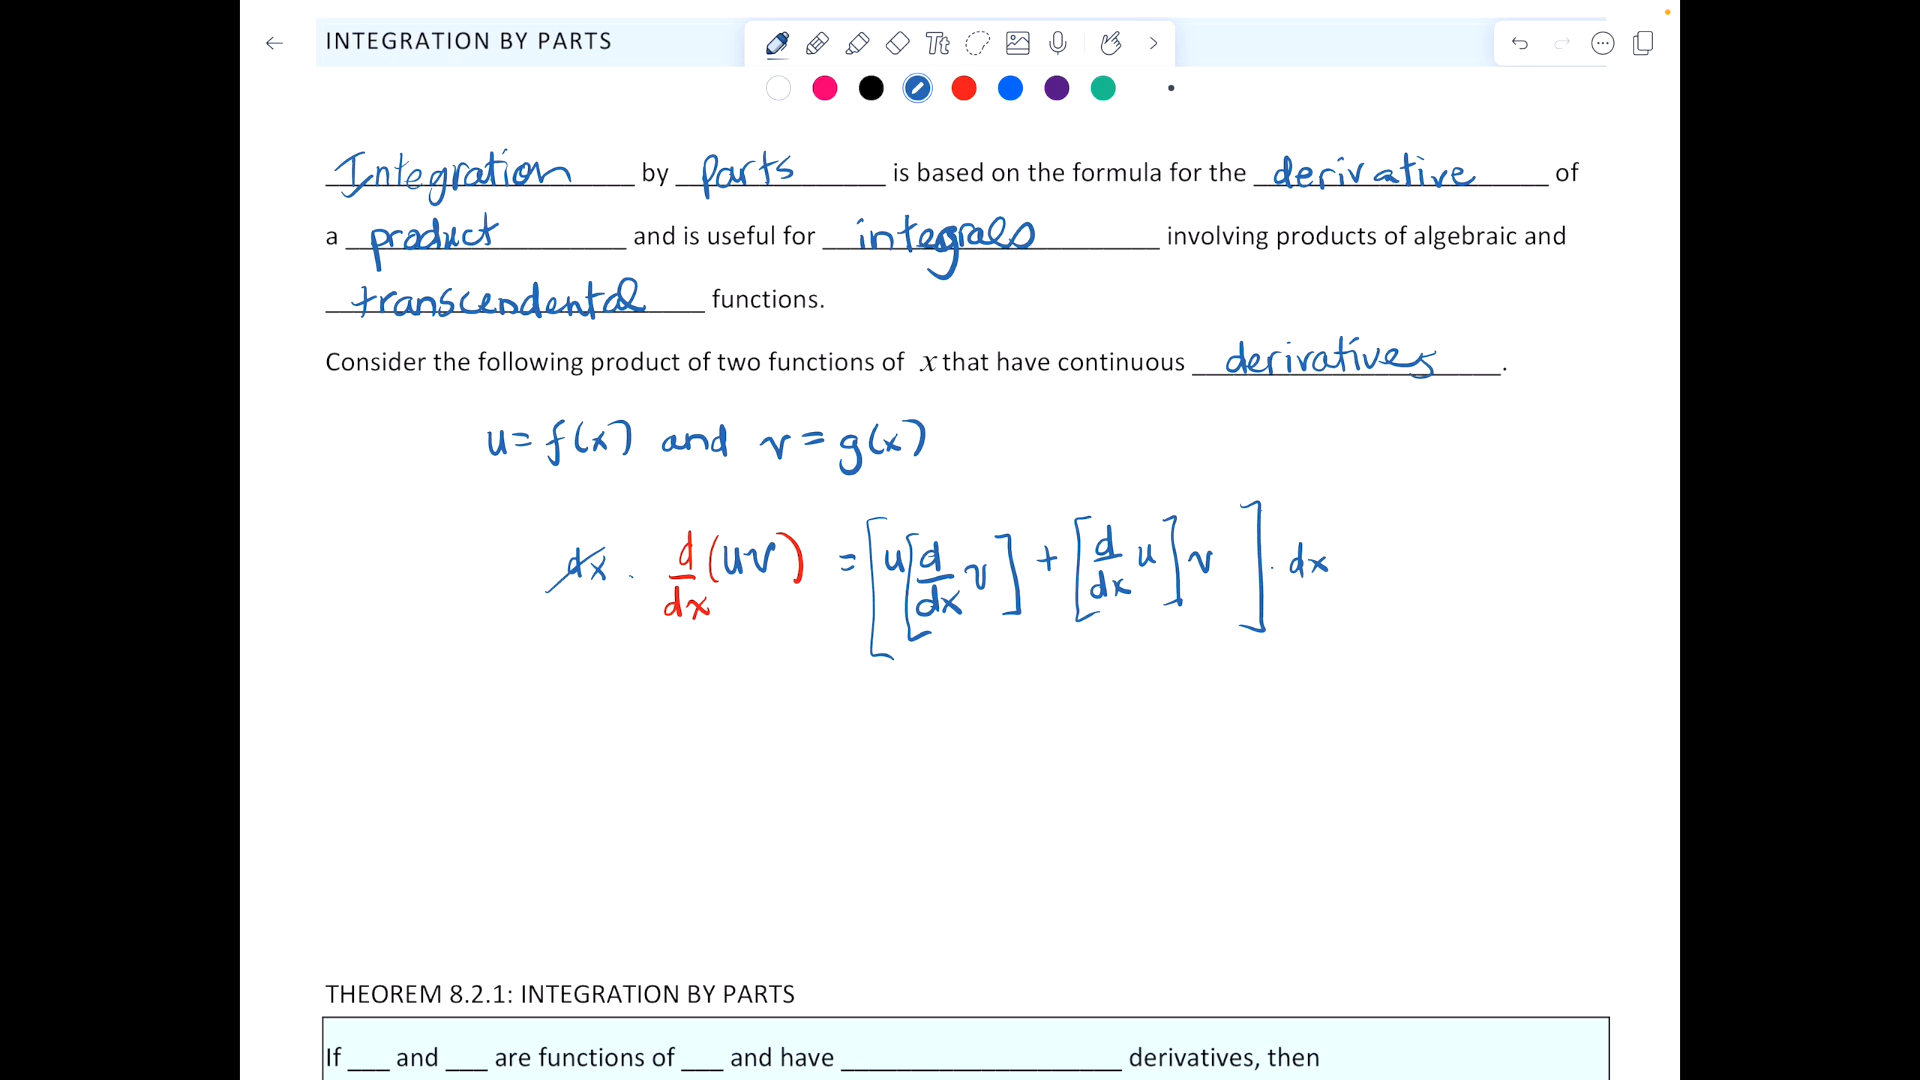 INTEGRATION BY PARTS
Tt
Integration by parts is based on the formula for the derivative of
a product and is useful for integrals involving products of algebraic and
transcendental functions.
Consider the following product of two functions of x that have continuous derivatives.
u = f(x) and v = g(x)
dx · d/dx (uv) = [u[d/dx v] + [d/dx u]v] · dx
THEOREM 8.2.1: INTEGRATION BY PARTS
If ___ and ___ are functions of ___ and have _____________________ derivatives, then